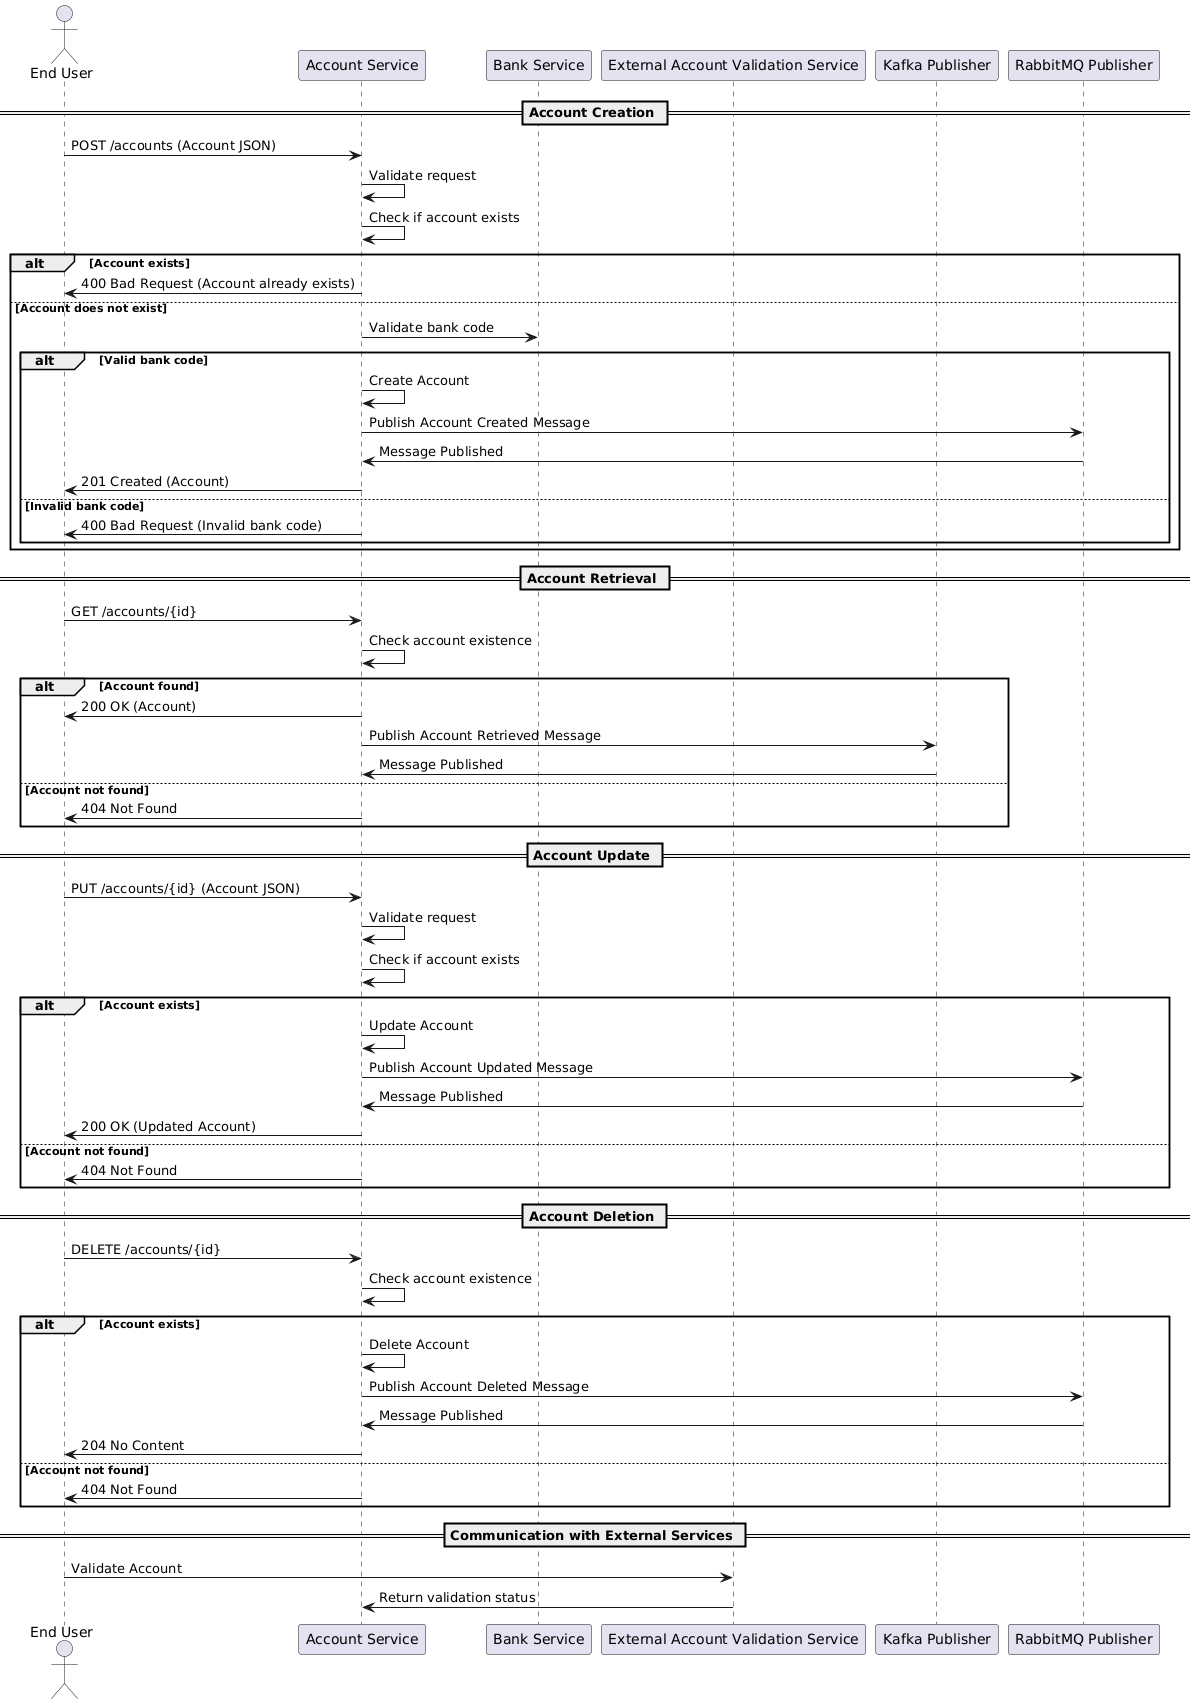 End User
Account Service
Bank Service
External Account Validation Service
Kafka Publisher
RabbitMQ Publisher
Account Creation
POST /accounts (Account JSON)
Validate request
Check if account exists
alt
[Account exists]
400 Bad Request (Account already exists)
[Account does not exist]
Validate bank code
alt
[Valid bank code]
Create Account
Publish Account Created Message
Message Published
201 Created (Account)
[Invalid bank code]
400 Bad Request (Invalid bank code)
Account Retrieval
GET /accounts/{id}
Check account existence
alt
[Account found]
200 OK (Account)
Publish Account Retrieved Message
Message Published
[Account not found]
404 Not Found
Account Update
PUT /accounts/{id} (Account JSON)
Validate request
Check if account exists
alt
[Account exists]
Update Account
Publish Account Updated Message
Message Published
200 OK (Updated Account)
[Account not found]
404 Not Found
Account Deletion
DELETE /accounts/{id}
Check account existence
alt
[Account exists]
Delete Account
Publish Account Deleted Message
Message Published
204 No Content
[Account not found]
404 Not Found
Communication with External Services
Validate Account
Return validation status
End User
Account Service
Bank Service
External Account Validation Service
Kafka Publisher
RabbitMQ Publisher